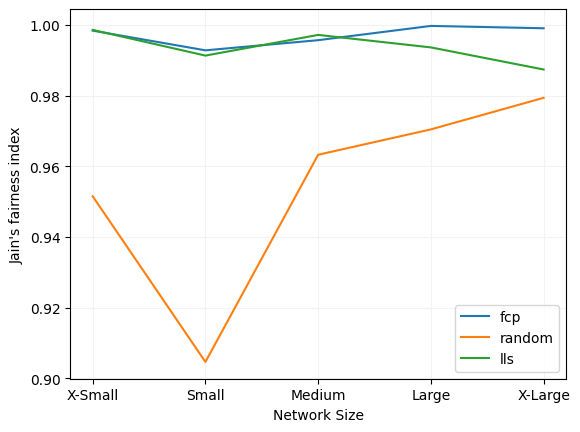 Jain's fairness index
1.00
0.98
0.96
0.94
0.92
0.90
X-Small
Small
Medium
Large
X-Large
Network Size
fcp
random
lls